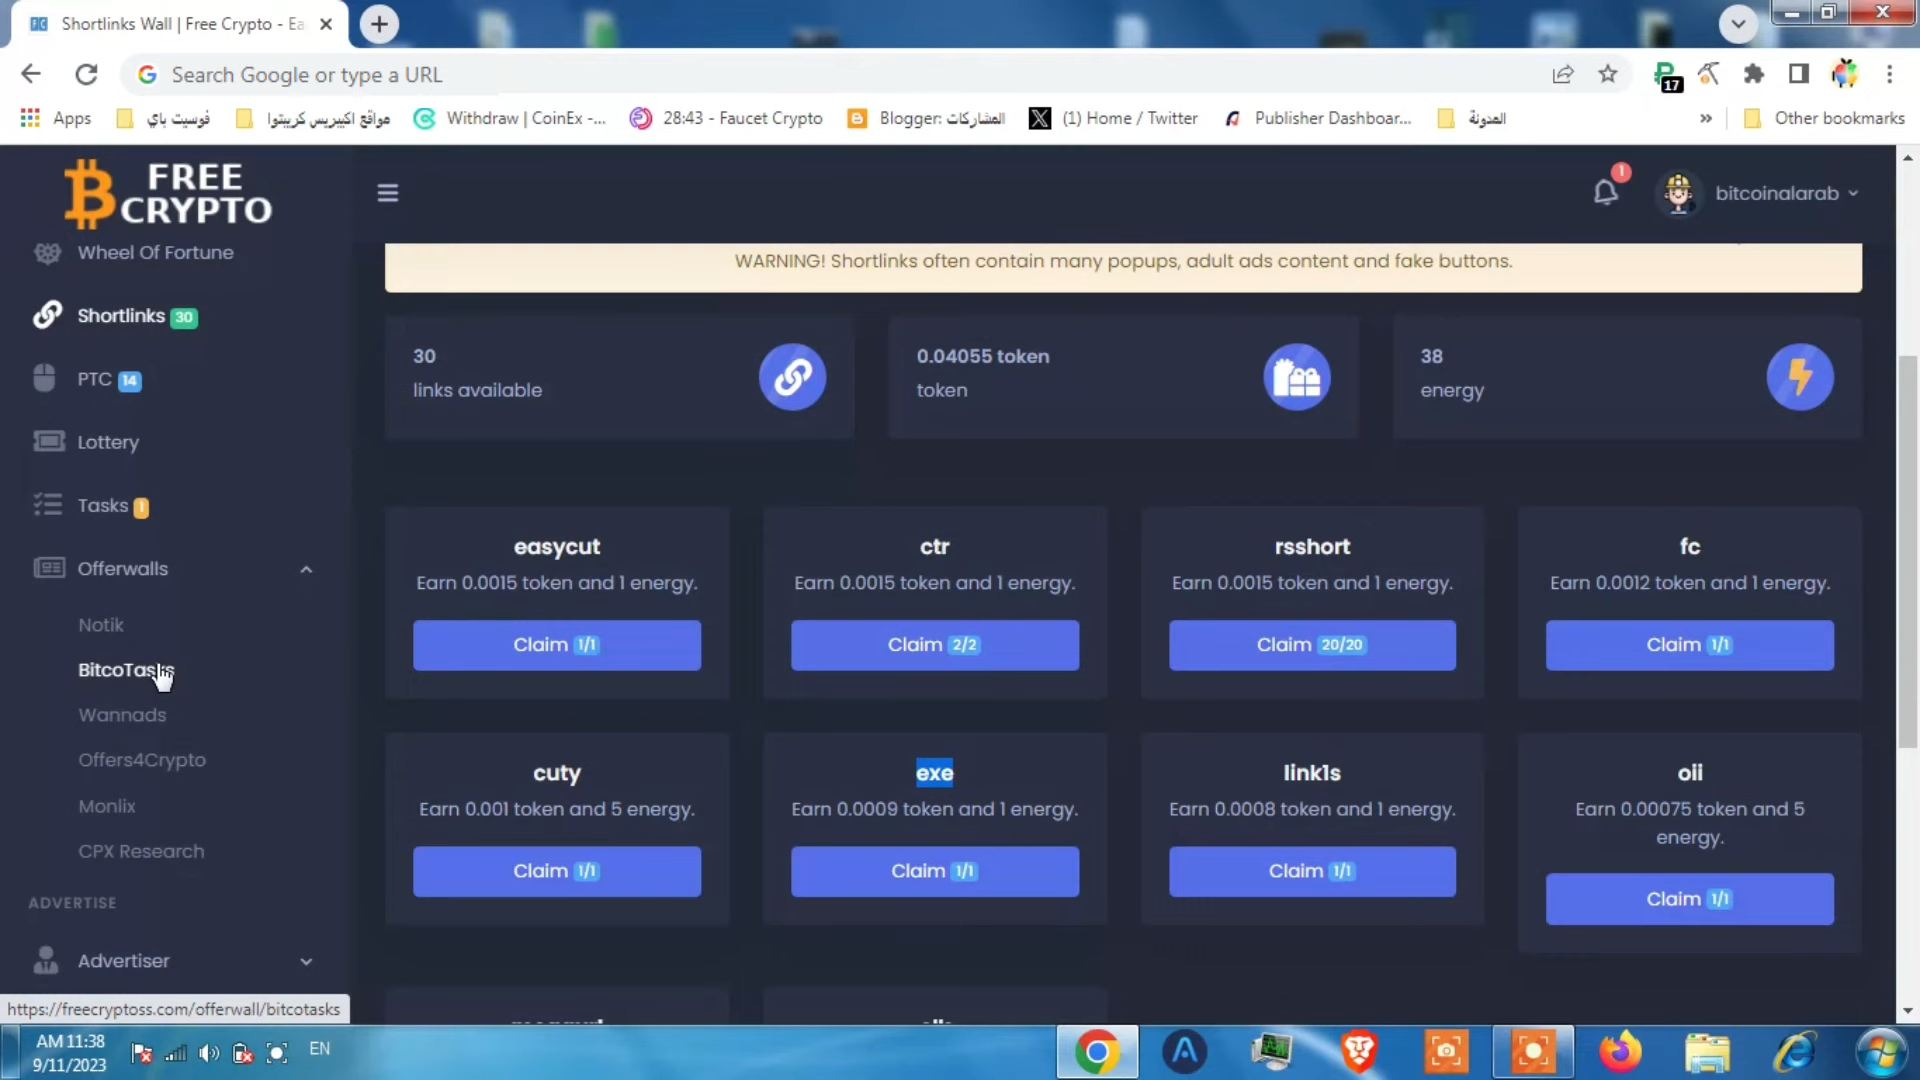 Shortlinks Wall | Free Crypto - Ea
Search Google or type a URL
17
Apps
فوسيت باي
مواقع اكبيريس كريبتوا
Withdraw | CoinEx -...
28:43 - Faucet Crypto
Blogger: المشاركات
(1) Home / Twitter
Publisher Dashboar...
المدونة
»
Other bookmarks
FREE
CRYPTO
1
bitcoinalarab
Wheel Of Fortune
Shortlinks 30
PTC 14
Lottery
Tasks 1
Offerwalls
Notik
BitcoTasks
Wannads
Offers4Crypto
Monlix
CPX Research
ADVERTISE
Advertiser
https://freecryptoss.com/offerwall/bitcotasks
WARNING! Shortlinks often contain many popups, adult ads content and fake buttons.
30
links available
0.04055 token
token
38
energy
easycut
Earn 0.0015 token and 1 energy.
Claim 1/1
ctr
Earn 0.0015 token and 1 energy.
Claim 2/2
rsshort
Earn 0.0015 token and 1 energy.
Claim 20/20
fc
Earn 0.0012 token and 1 energy.
Claim 1/1
cuty
Earn 0.001 token and 5 energy.
Claim 1/1
exe
Earn 0.0009 token and 1 energy.
Claim 1/1
link1s
Earn 0.0008 token and 1 energy.
Claim 1/1
oii
Earn 0.00075 token and 5
energy.
Claim 1/1
AM 11:38
9/11/2023
EN